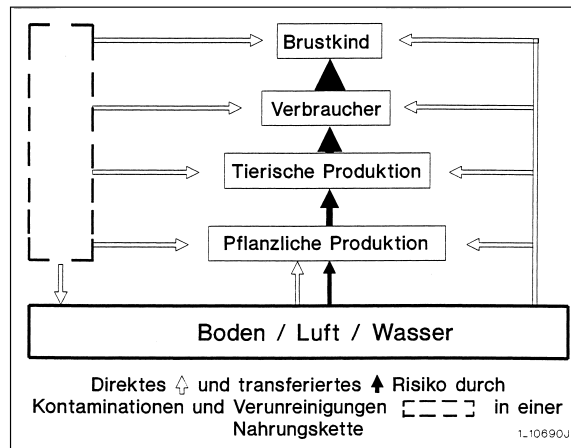 Brustkind
Verbraucher
Tierische Produktion
Pflanzliche Produktion
Boden / Luft / Wasser
Direktes und transferiertes Risiko durch
Kontaminationen und Verunreinigungen in einer
Nahrungskette
1_10690J